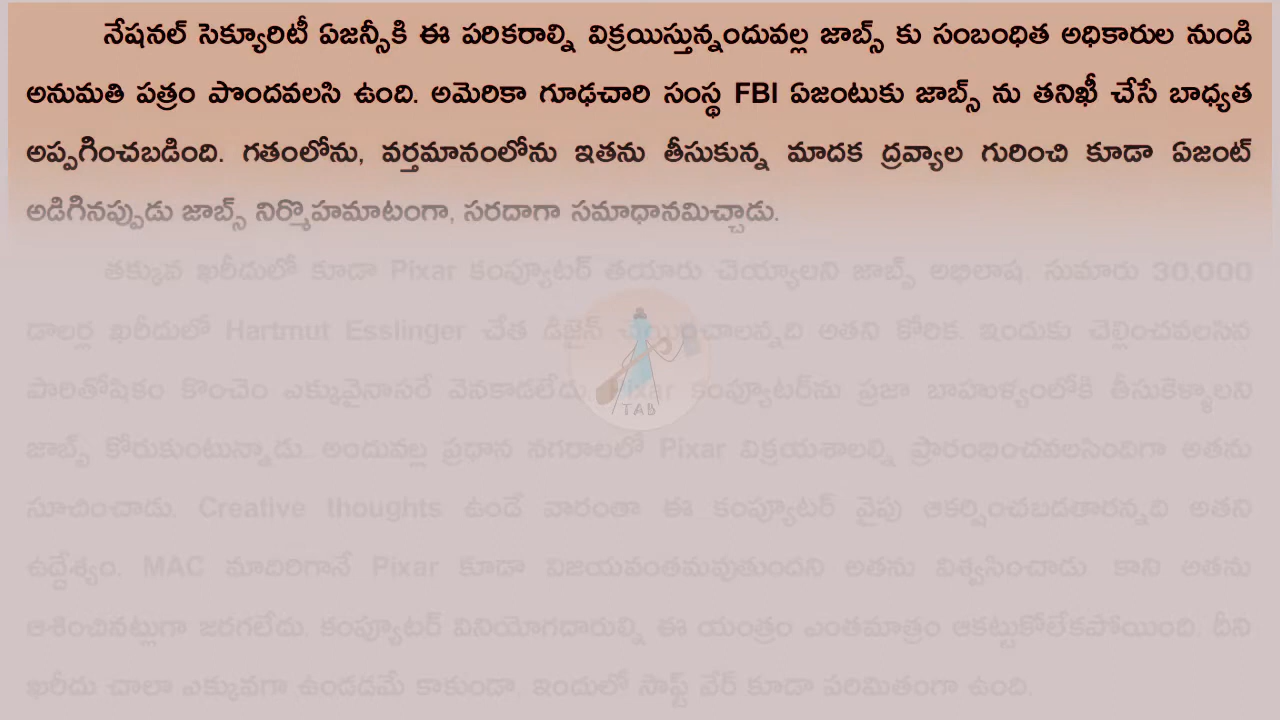 నేషనల్ సెక్యూరిటీ ఏజన్సీకి ఈ పరికరాల్ని విక్రయిస్తున్నందువల్ల జాబ్స్ కు సంబంధిత అధికారుల నుండి
అనుమతి పత్రం పొందవలసి ఉంది. అమెరికా గూఢచారి సంస్థ FBI ఏజంటుకు జాబ్స్ ను తనిఖీ చేసే బాధ్యత
అప్పగించబడింది. గతంలోను, వర్తమానంలోను ఇతను తీసుకున్న మాదక ద్రవ్యాల గురించి కూడా ఏజంట్
అడిగినప్పుడు జాబ్స్ నిర్మొహమాటంగా, సరదాగా సమాధానమిచ్చాడు.
తక్కువ ఖరీదులో కూడా Pixar కంప్యూటర్ తయారు చెయ్యాలని జాబ్స్ అభిలాష. సుమారు 30,000
డాలర్ల ఖరీదులో Hartmut Esslinger చేత డిజైన్ చేయించాలన్నది అతని కోరిక. ఇందుకు చెల్లించవలసిన
పారితోషికం కొంచెం ఎక్కువైనాసరే వెనకాడలేదు. Pixar కంప్యూటర్‌ను ప్రజా బాహుళ్యంలోకి తీసుకెళ్ళాలని
జాబ్స్ కోరుకుంటున్నాడు. అందువల్ల ప్రధాన నగరాలలో Pixar విక్రయశాలల్ని ప్రారంభించవలసిందిగా అతను
సూచించాడు. Creative thoughts ఉండే వారంతా ఈ కంప్యూటర్ వైపు ఆకర్షించబడతారన్నది అతని
ఉద్దేశ్యం. MAC మాదిరిగానే Pixar కూడా విజయవంతమవుతుందని అతను విశ్వసించాడు. కాని అతను
ఆశించినట్లుగా జరగలేదు. కంప్యూటర్ వినియోగదారుల్ని ఈ యంత్రం ఎంతమాత్రం ఆకట్టుకోలేకపోయింది. దీని
ఖరీదు చాలా ఎక్కువగా ఉండడమే కాకుండా, ఇందులో సాఫ్ట్ వేర్ కూడా పరిమితంగా ఉంది.
TAB